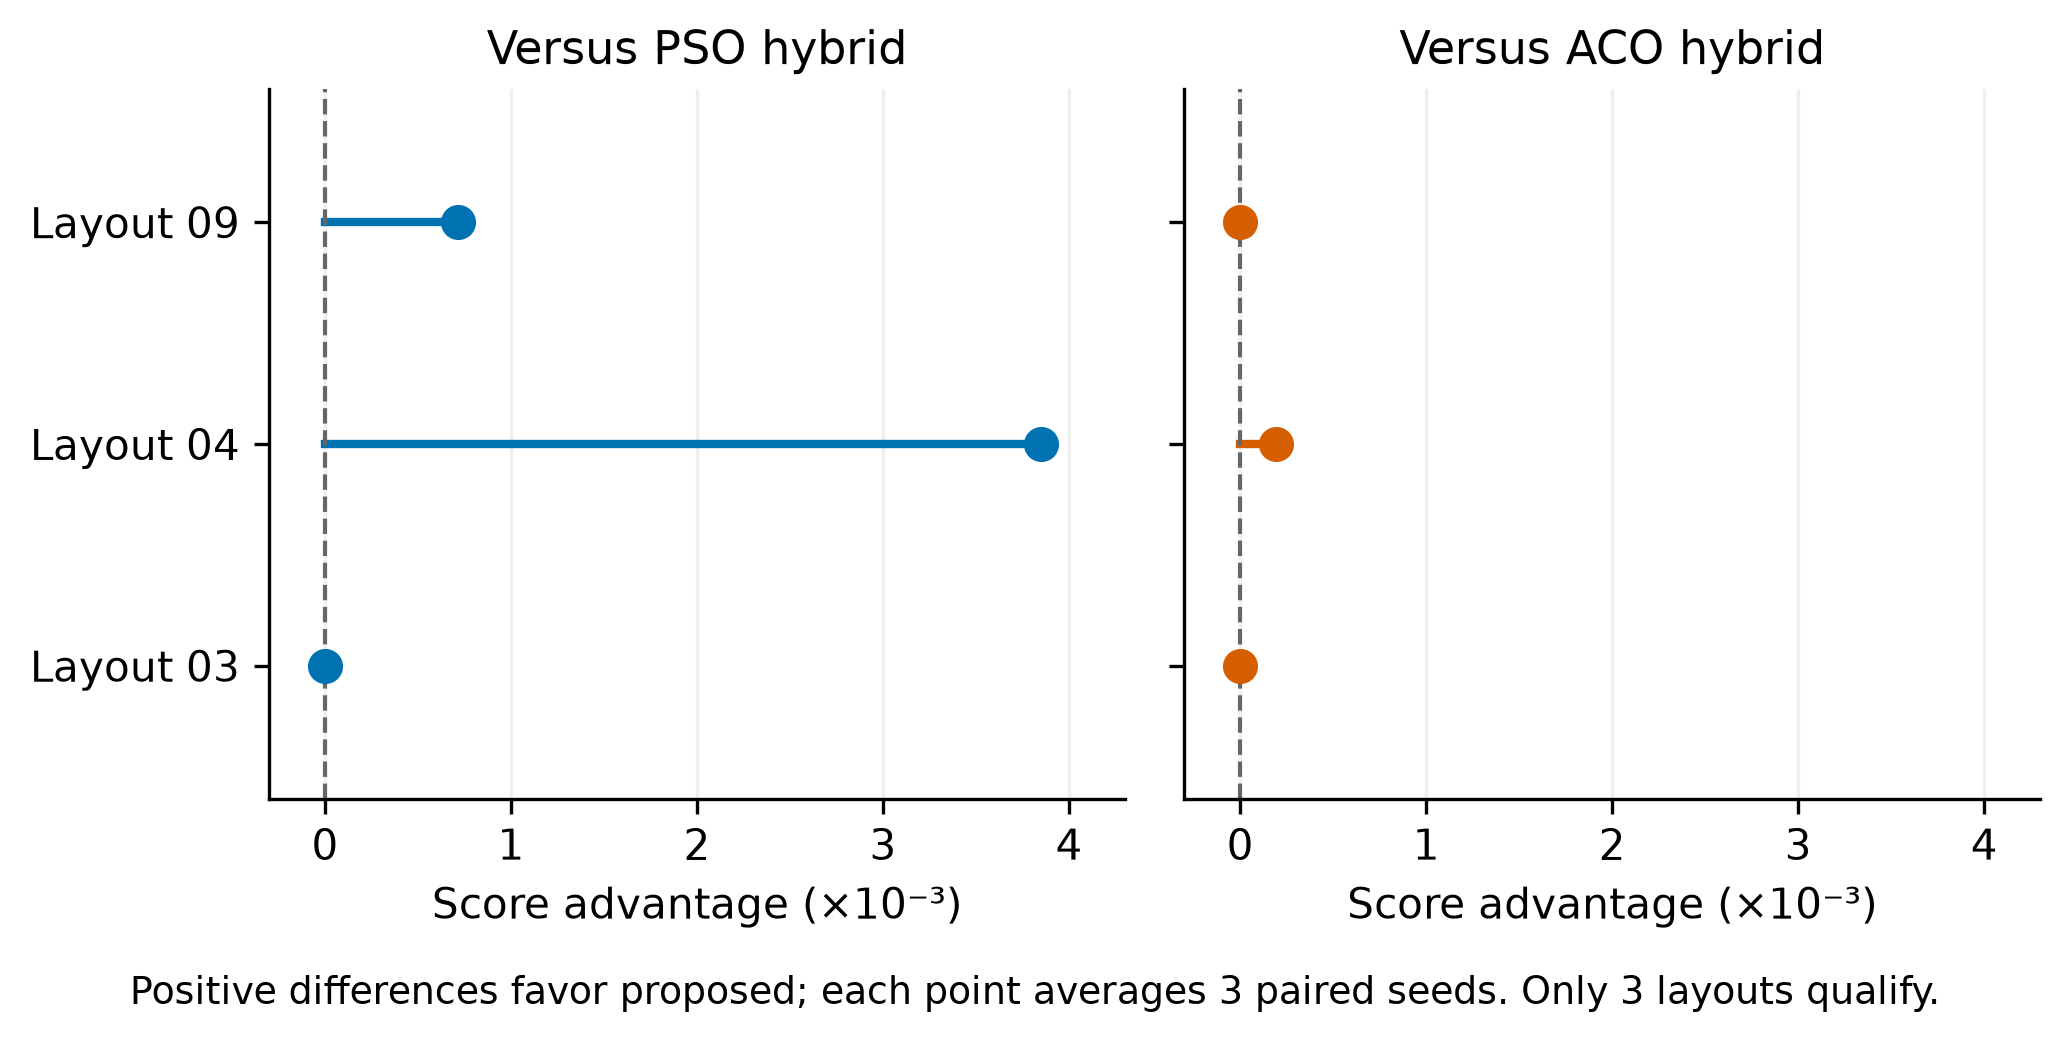 Versus PSO hybrid
Versus ACO hybrid
Layout 09
Layout 04
Layout 03
0 1 2 3 4
0 1 2 3 4
Score advantage (×10⁻³)
Score advantage (×10⁻³)
Positive differences favor proposed; each point averages 3 paired seeds. Only 3 layouts qualify.